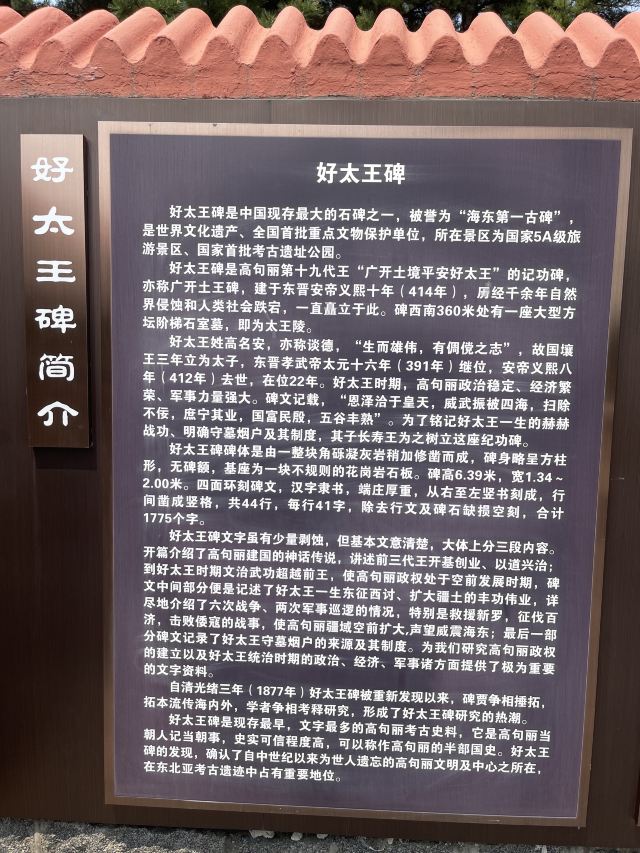 好太王碑简介
好太王碑
好太王碑是中国现存最大的石碑之一，被誉为“海东第一古碑”，
是世界文化遗产、全国首批重点文物保护单位，所在景区为国家5A级旅
游景区、国家首批考古遗址公园。
好太王碑是高句丽第十九代王“广开土境平安好太王”的记功碑，
亦称广开土王碑，建于东晋安帝义熙十年（414年），历经千余年自然
界侵蚀和人类社会跌宕，一直矗立于此。碑西南360米处有一座大型方
坛阶梯石室墓，即为太王陵。
好太王姓高名安，亦称谈德，“生而雄伟，有倜傥之志”，故国壤
王三年立为太子，东晋孝武帝太元十六年（391年）继位，安帝义熙八
年（412年）去世，在位22年。好太王时期，高句丽政治稳定、经济繁
荣、军事力量强大。碑文记载，“恩泽洽于皇天，威武振被四海，扫除
不佞，庶宁其业，国富民殷，五谷丰熟”。为了铭记好太王一生的赫赫
战功、明确守墓烟户及其制度，其子长寿王为之树立这座纪功碑。
好太王碑碑体是由一整块角砾凝灰岩稍加修凿而成，碑身略呈方柱
形，无碑额，基座为一块不规则的花岗岩石板。碑高6.39米，宽1.34～
2.00米。四面环刻碑文，汉字隶书，端庄厚重，从右至左竖书刻成，行
间凿成竖格，共44行，每行41字，除去行文及碑石缺损空刻，合计
1775个字。
好太王碑文字虽有少量剥蚀，但基本文意清楚，大体上分三段内容。
开篇介绍了高句丽建国的神话传说，讲述前三代王开基创业、以道兴治；
到好太王时期文治武功超越前王，使高句丽政权处于空前发展时期，碑
文中间部分便是记述了好太王一生东征西讨、扩大疆土的丰功伟业，详
尽地介绍了六次战争、两次军事巡逻的情况，特别是救援新罗，征伐百
济，击败倭寇的战事，使高句丽疆域空前扩大，声望威震海东；最后一部
分碑文记录了好太王守墓烟户的来源及其制度。为我们研究高句丽政权
的建立以及好太王统治时期的政治、经济、军事诸方面提供了极为重要
的文字资料。
自清光绪三年（1877年）好太王碑被重新发现以来，碑贾争相捶拓，
拓本流传海内外，学者争相考释研究，形成了好太王碑研究的热潮。
好太王碑是现存最早，文字最多的高句丽考古史料，它是高句丽当
朝人记当朝事，史实可信程度高，可以称作高句丽的半部国史。好太王
碑的发现，确认了自中世纪以来为世人遗忘的高句丽文明及中心之所在，
在东北亚考古遗迹中占有重要地位。